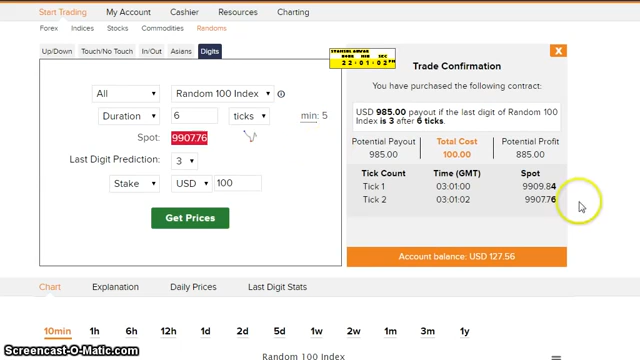 Start Trading My Account Cashier Resources Charting
Forex Indices Stocks Commodities Randoms
Up/Down Touch/No Touch In/Out Asians Digits
22:01:02 PM
X
All Random 100 Index
Duration 6 ticks min: 5
Spot: 9907.76
Last Digit Prediction: 3
Stake USD 100
Get Prices
Trade Confirmation
You have purchased the following contract:
USD 985.00 payout if the last digit of Random 100
Index is 3 after 6 ticks.
Potential Payout Total Cost Potential Profit
985.00 100.00 885.00
Tick Count Time (GMT) Spot
Tick 1 03:01:00 9909.84
Tick 2 03:01:02 9907.76
Account balance: USD 127.56
Chart Explanation Daily Prices Last Digit Stats
10min 1h 6h 12h 1d 2d 5d 1w 2w 1m 3m 1y
Random 100 Index
Screencast-O-Matic.com